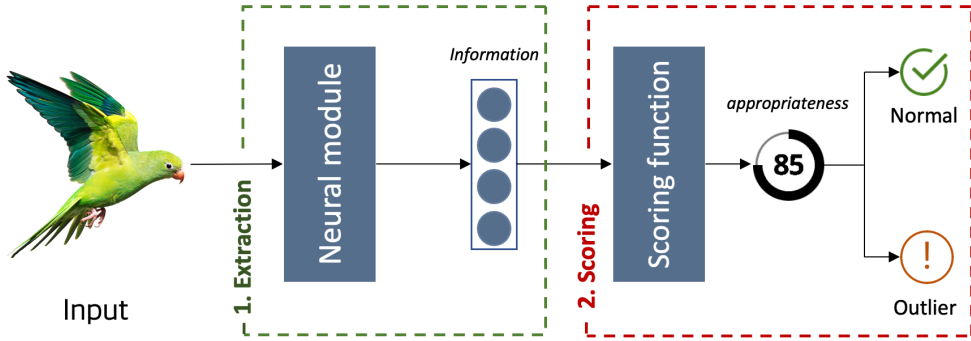 Input
1. Extraction
Neural module
Information
2. Scoring
Scoring function
appropriateness
85
Normal
!
Outlier